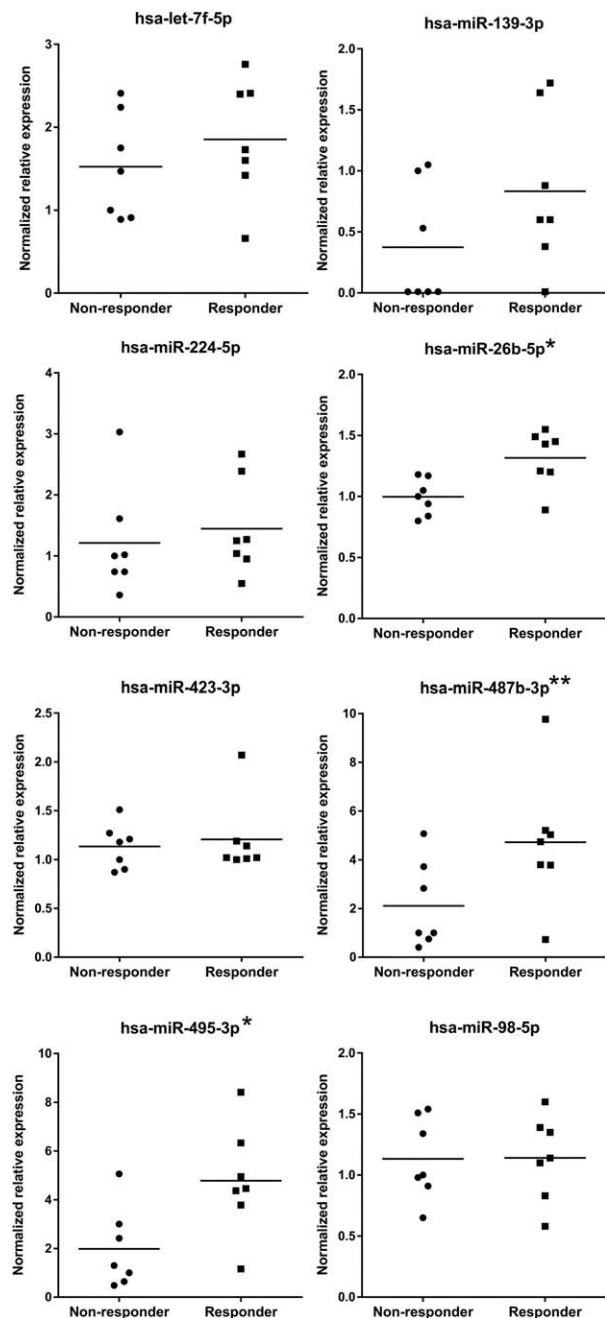 hsa-let-7f-5p
Normalized relative expression
3
2
1
0
Non-responder Responder
hsa-miR-139-3p
Normalized relative expression
2.0
1.5
1.0
0.5
0.0
Non-responder Responder
hsa-miR-224-5p
Normalized relative expression
4
3
2
1
0
Non-responder Responder
hsa-miR-26b-5p*
Normalized relative expression
2.0
1.5
1.0
0.5
0.0
Non-responder Responder
hsa-miR-423-3p
Normalized relative expression
2.5
2.0
1.5
1.0
0.5
0.0
Non-responder Responder
hsa-miR-487b-3p**
Normalized relative expression
10
8
6
4
2
0
Non-responder Responder
hsa-miR-495-3p*
Normalized relative expression
10
8
6
4
2
0
Non-responder Responder
hsa-miR-98-5p
Normalized relative expression
2.0
1.5
1.0
0.5
0.0
Non-responder Responder